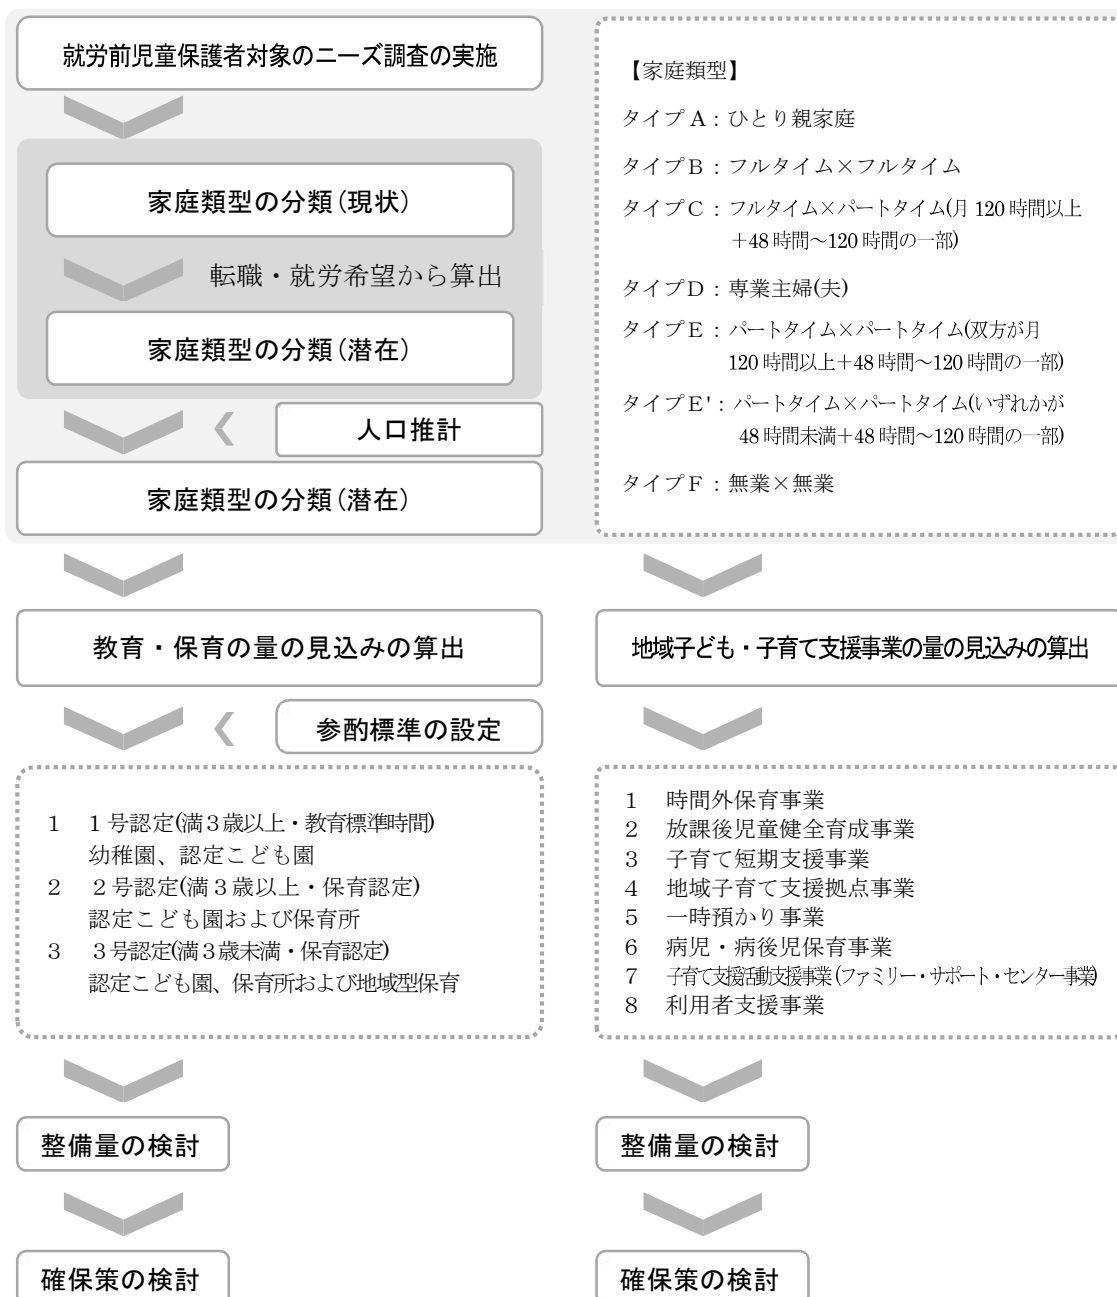 就労前児童保護者対象のニーズ調査の実施
家庭類型の分類(現状)
転職・就労希望から算出
家庭類型の分類(潜在)
人口推計
家庭類型の分類(潜在)
【家庭類型】
タイプA：ひとり親家庭
タイプB：フルタイム×フルタイム
タイプC：フルタイム×パートタイム(月120時間以上
＋48時間～120時間の一部)
タイプD：専業主婦(夫)
タイプE：パートタイム×パートタイム(双方が月
120時間以上＋48時間～120時間の一部)
タイプE'：パートタイム×パートタイム(いずれかが
48時間未満＋48時間～120時間の一部)
タイプF：無業×無業
教育・保育の量の見込みの算出
参酌標準の設定
1 1号認定(満3歳以上・教育標準時間)
幼稚園、認定こども園
2 2号認定(満3歳以上・保育認定)
認定こども園および保育所
3 3号認定(満3歳未満・保育認定)
認定こども園、保育所および地域型保育
整備量の検討
確保策の検討
地域子ども・子育て支援事業の量の見込みの算出
1 時間外保育事業
2 放課後児童健全育成事業
3 子育て短期支援事業
4 地域子育て支援拠点事業
5 一時預かり事業
6 病児・病後児保育事業
7 子育て支援活動支援事業(ファミリー・サポート・センター事業)
8 利用者支援事業
整備量の検討
確保策の検討